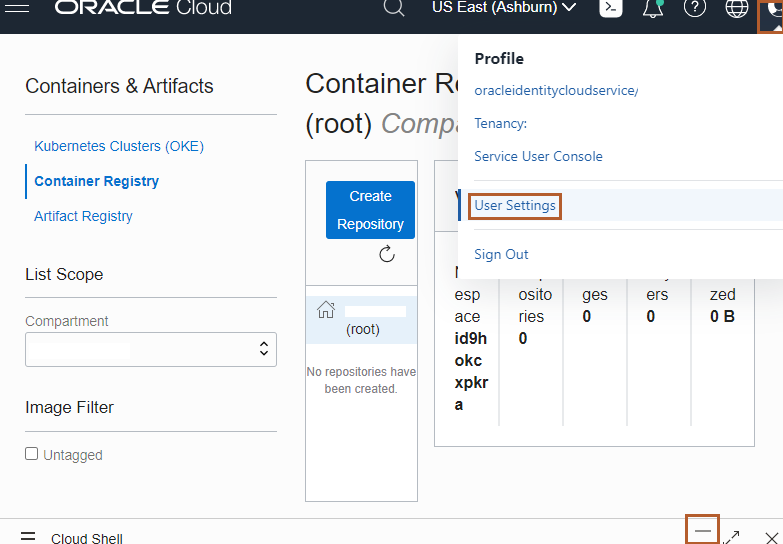 ORACLE Cloud
US East (Ashburn)
Profile
oracleidentitycloudservice/
Tenancy:
Service User Console
User Settings
Sign Out
Containers & Artifacts
Kubernetes Clusters (OKE)
Container Registry
Artifact Registry
List Scope
Compartment
Image Filter
Untagged
Container Re
(root) Compa
Create
Repository
(root)
No repositories have
been created.
esp
ace
id9h
okc
xpkr
a
osito
ries
0
ges
0
ers
0
zed
0 B
Cloud Shell